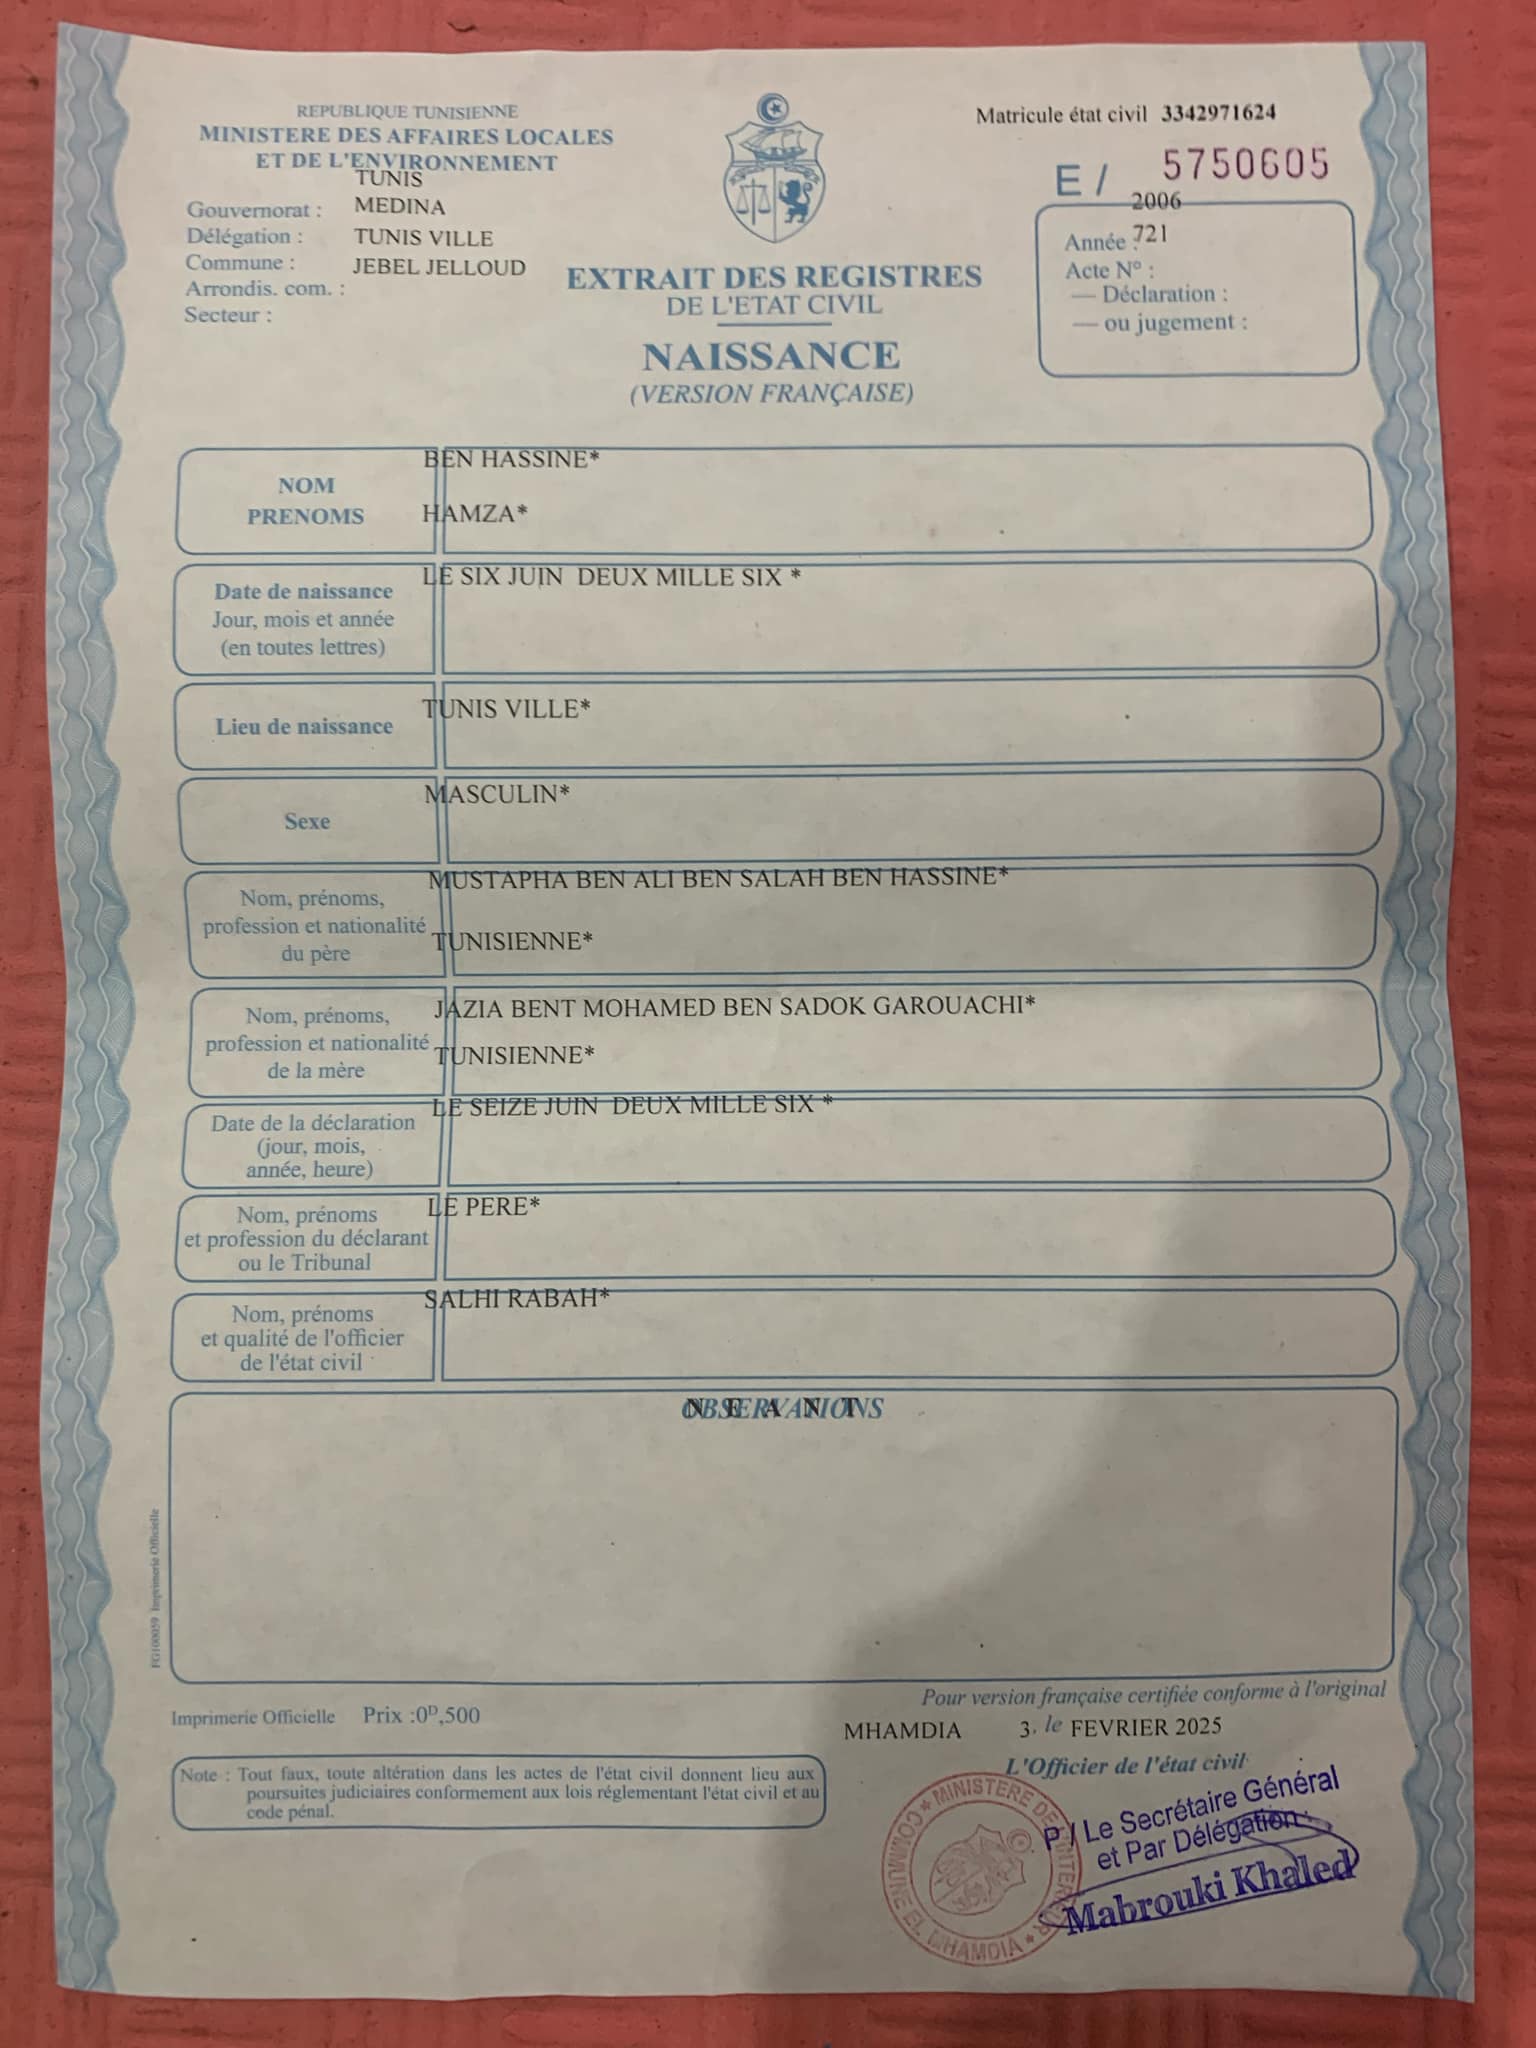 REPUBLIQUE TUNISIENNE
MINISTERE DES AFFAIRES LOCALES
ET DE L'ENVIRONNEMENT
TUNIS
Gouvernorat : MEDINA
Délégation : TUNIS VILLE
Commune : JEBEL JELLOUD
Arrondis. com. :
Secteur :
Matricule état civil 3342971624
E / 5750605
2006
Année : 721
Acte N° :
— Déclaration :
— ou jugement :
EXTRAIT DES REGISTRES
DE L'ETAT CIVIL
NAISSANCE
(VERSION FRANÇAISE)
NOM
PRENOMS
BEN HASSINE*
HAMZA*
Date de naissance
Jour, mois et année
(en toutes lettres)
LE SIX JUIN DEUX MILLE SIX *
Lieu de naissance
TUNIS VILLE*
Sexe
MASCULIN*
Nom, prénoms,
profession et nationalité
du père
MUSTAPHA BEN ALI BEN SALAH BEN HASSINE*
TUNISIENNE*
Nom, prénoms,
profession et nationalité
de la mère
JAZIA BENT MOHAMED BEN SADOK GAROUACHI*
TUNISIENNE*
Date de la déclaration
(jour, mois,
année, heure)
LE SEIZE JUIN DEUX MILLE SIX *
Nom, prénoms
et profession du déclarant
ou le Tribunal
LE PERE*
Nom, prénoms
et qualité de l'officier
de l'état civil
SALHI RABAH*
OBSERVATIONS
N E A N T
FG100059 Imprimerie Officielle
Pour version française certifiée conforme à l'original
Imprimerie Officielle Prix :0D,500
MHAMDIA 3, le FEVRIER 2025
L'Officier de l'état civil
Note : Tout faux, toute altération dans les actes de l'état civil donnent lieu aux
poursuites judiciaires conformement aux lois réglementant l'état civil et au
code pénal.
P / Le Secrétaire Général
et Par Délégation :
Mabrouki Khaled
MINISTERE DE L'INTERIEUR
COMMUNE EL MHAMDIA